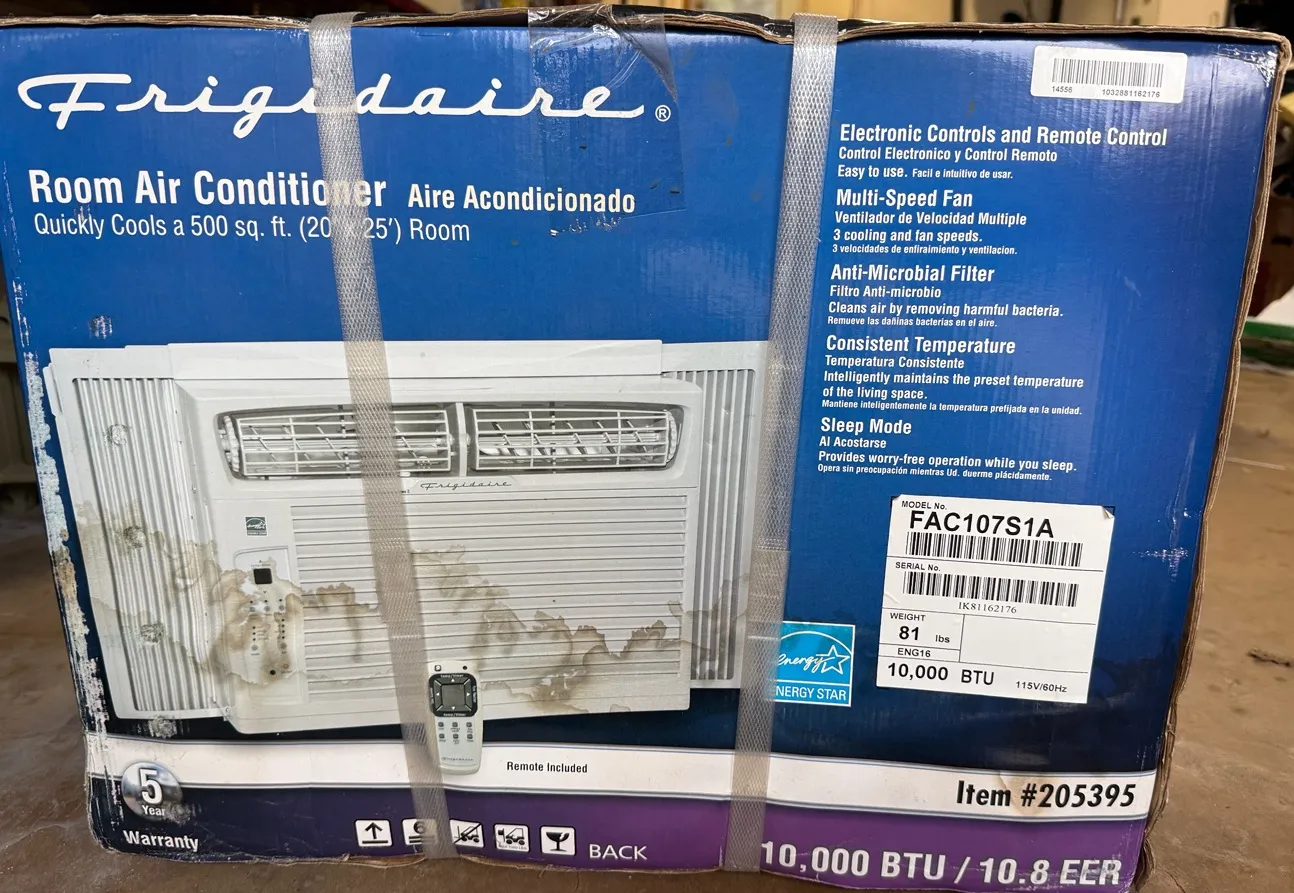 Frigidaire®
Room Air Conditioner Aire Acondicionado
Quickly Cools a 500 sq. ft. (20 x 25') Room
14556 1032881162176
Electronic Controls and Remote Control
Control Electronico y Control Remoto
Easy to use. Facil e intuitivo de usar.
Multi-Speed Fan
Ventilador de Velocidad Multiple
3 cooling and fan speeds.
3 velocidades de enfiraimiento y ventilacion.
Anti-Microbial Filter
Filtro Anti-microbio
Cleans air by removing harmful bacteria.
Remueve las dañinas bacterias en el aire.
Consistent Temperature
Temperatura Consistente
Intelligently maintains the preset temperature
of the living space.
Mantiene inteligentemente la temperatura prefijada en la unidad.
Sleep Mode
Al Acostarse
Provides worry-free operation while you sleep.
Opera sin preocupación mientras Ud. duerme plácidamente.
Frigidaire
MODEL No.
FAC107S1A
SERIAL No.
IK81162176
WEIGHT
81 lbs
ENG16
10,000 BTU 115V/60Hz
energy
ENERGY STAR
Frigidaire
Remote Included
Item #205395
5
Year
Warranty
BACK
10,000 BTU / 10.8 EER